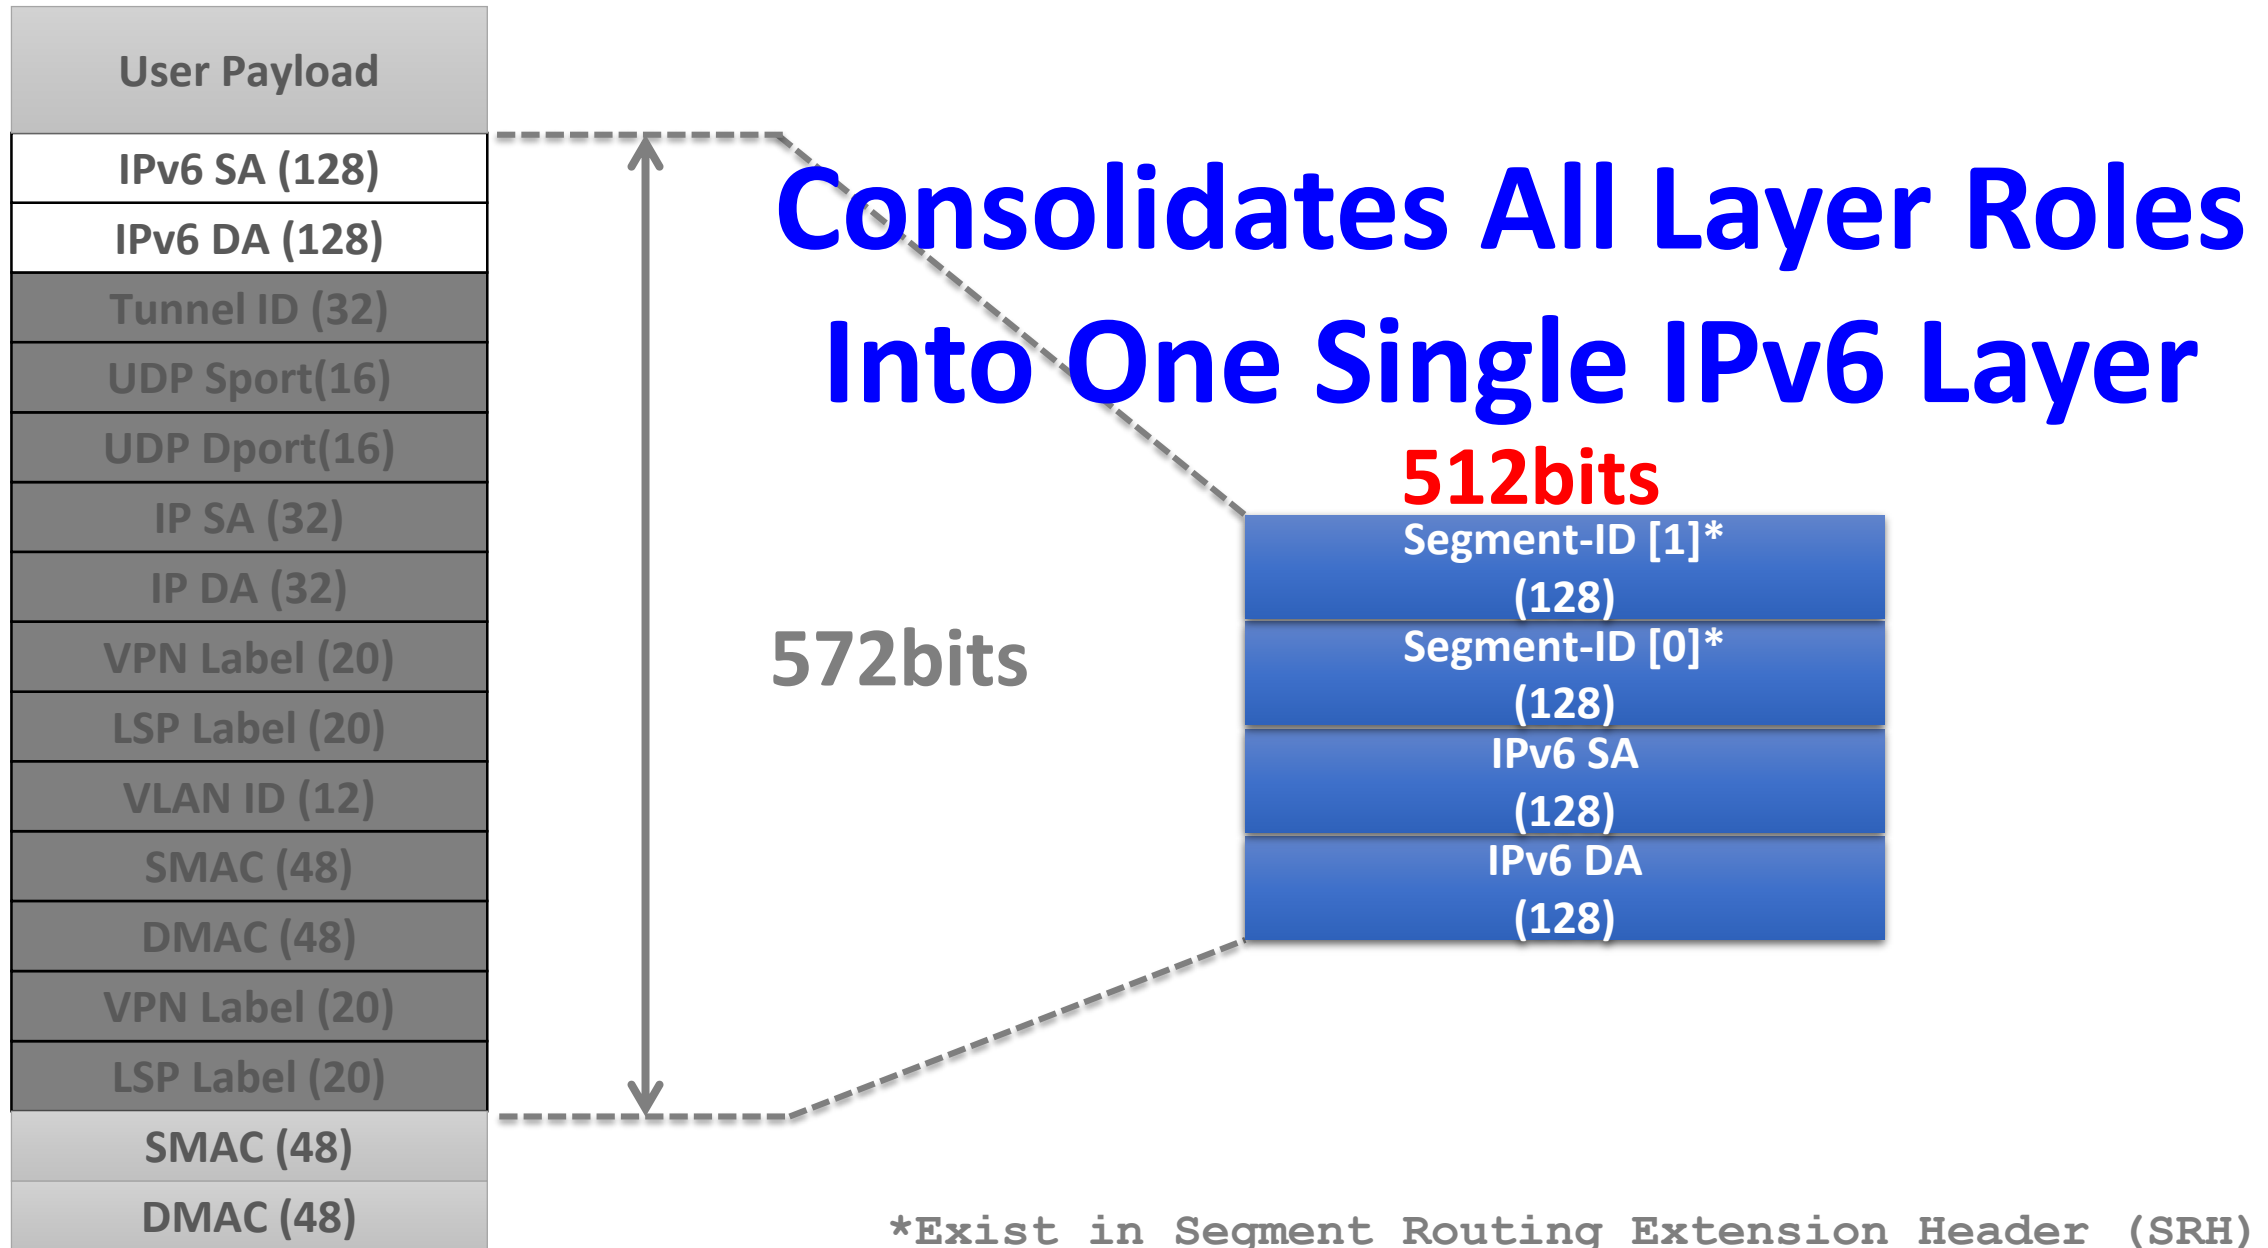 User Payload
IPv6 SA (128)
IPv6 DA (128)
Tunnel ID (32)
UDP Sport(16)
UDP Dport(16)
IP SA (32)
IP DA (32)
VPN Label (20)
LSP Label (20)
VLAN ID (12)
SMAC (48)
DMAC (48)
VPN Label (20)
LSP Label (20)
SMAC (48)
DMAC (48)
572bits
Consolidates All Layer Roles
Into One Single IPv6 Layer
512bits
Segment-ID [1]*
(128)
Segment-ID [0]*
(128)
IPv6 SA
(128)
IPv6 DA
(128)
*Exist in Segment Routing Extension Header (SRH)